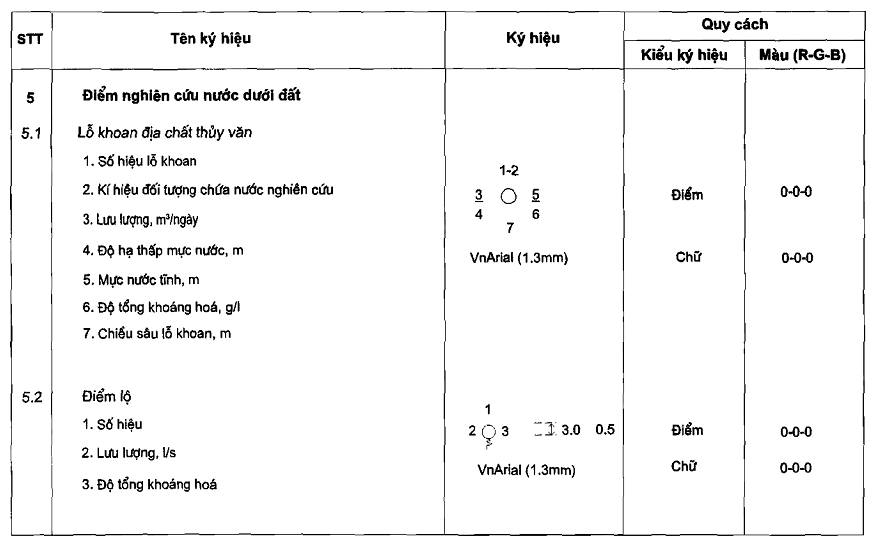 STT Tên ký hiệu Ký hiệu Quy cách
Kiểu ký hiệu Màu (R-G-B)
5 Điểm nghiên cứu nước dưới đất
5.1 Lỗ khoan địa chất thủy văn
1. Số hiệu lỗ khoan
1-2
2. Kí hiệu đối tượng chứa nước nghiên cứu 3 5 Điểm 0-0-0
3. Lưu lượng, m³/ngày 4 6
7
4. Độ hạ thấp mực nước, m VnArial (1.3mm) Chữ 0-0-0
5. Mực nước tĩnh, m
6. Độ tổng khoáng hoá, g/l
7. Chiều sâu lỗ khoan, m
5.2 Điểm lộ
1
1. Số hiệu 2 3 3.0 0.5 Điểm 0-0-0
2. Lưu lượng, l/s VnArial (1.3mm) Chữ 0-0-0
3. Độ tổng khoáng hoá